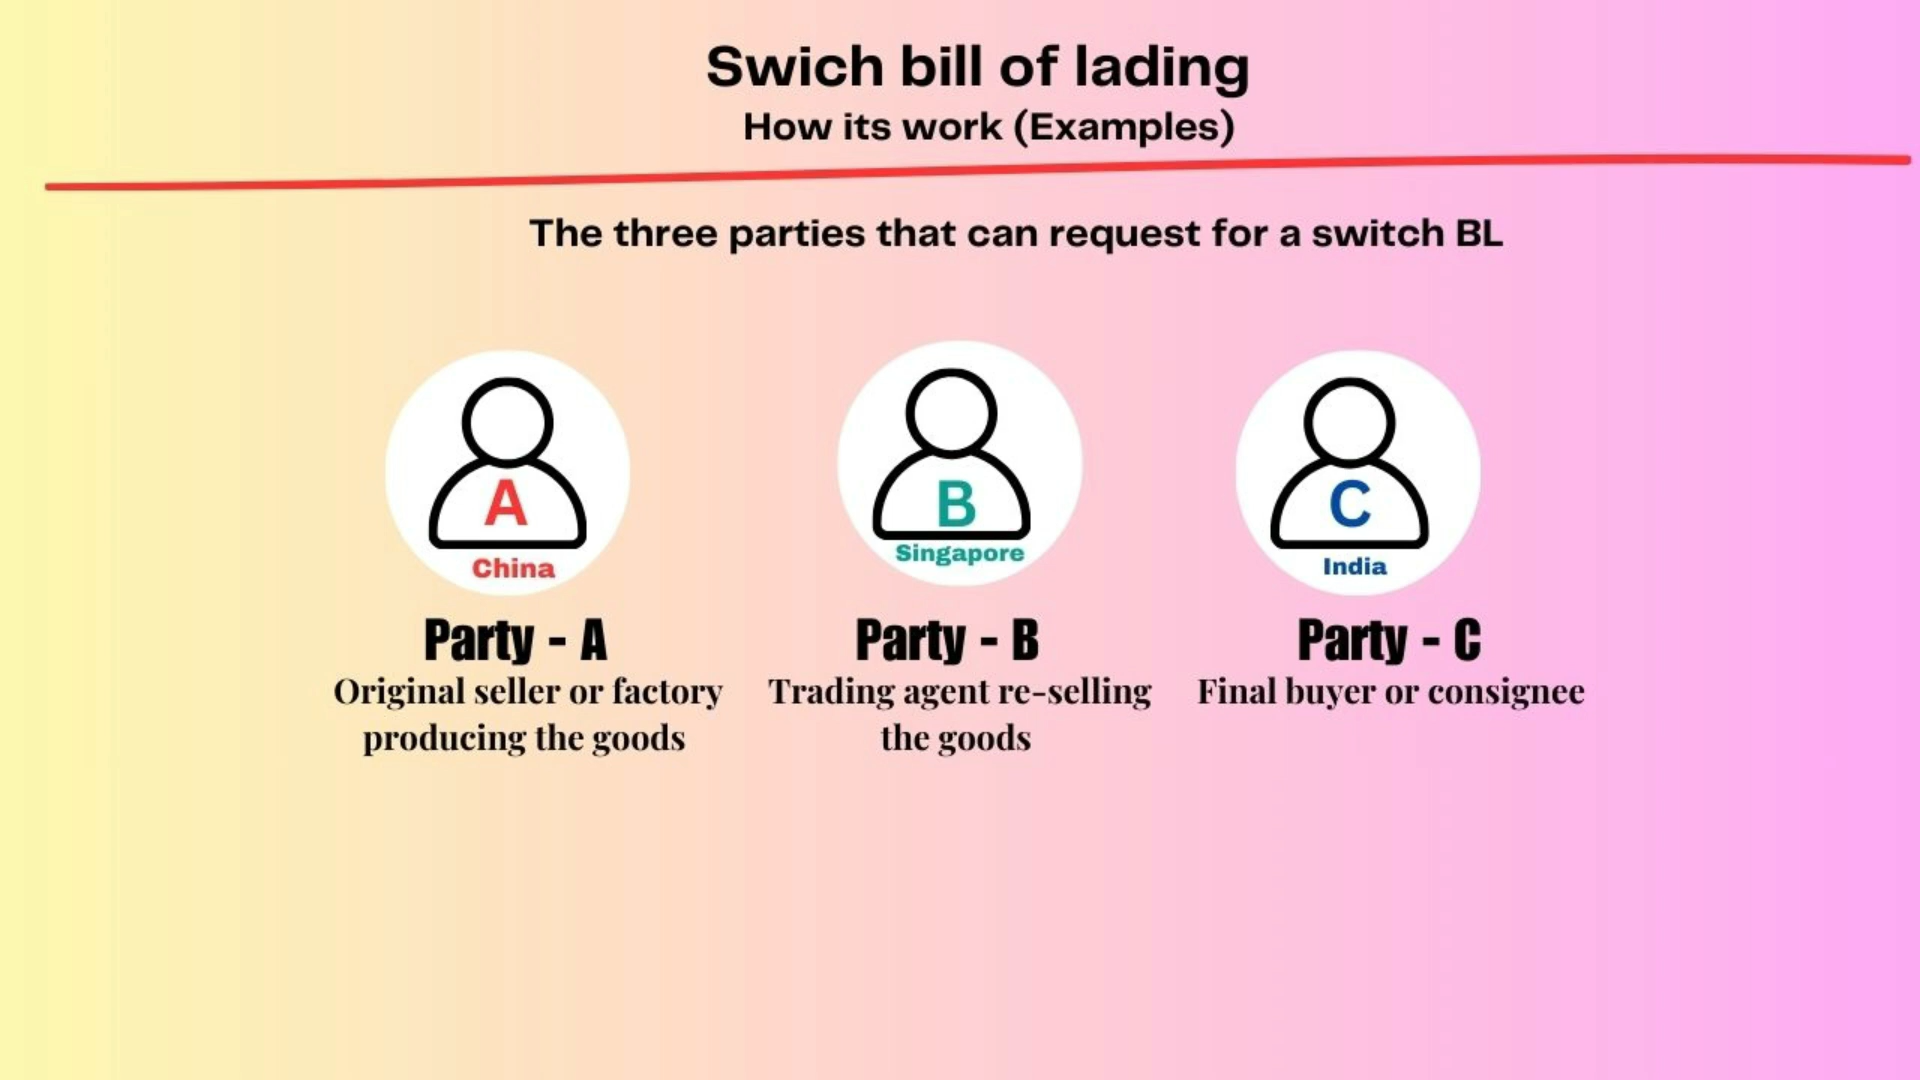 Swich bill of lading
How its work (Examples)
The three parties that can request for a switch BL
A
China
B
Singapore
C
India
Party - A
Original seller or factory
producing the goods
Party - B
Trading agent re-selling
the goods
Party - C
Final buyer or consignee